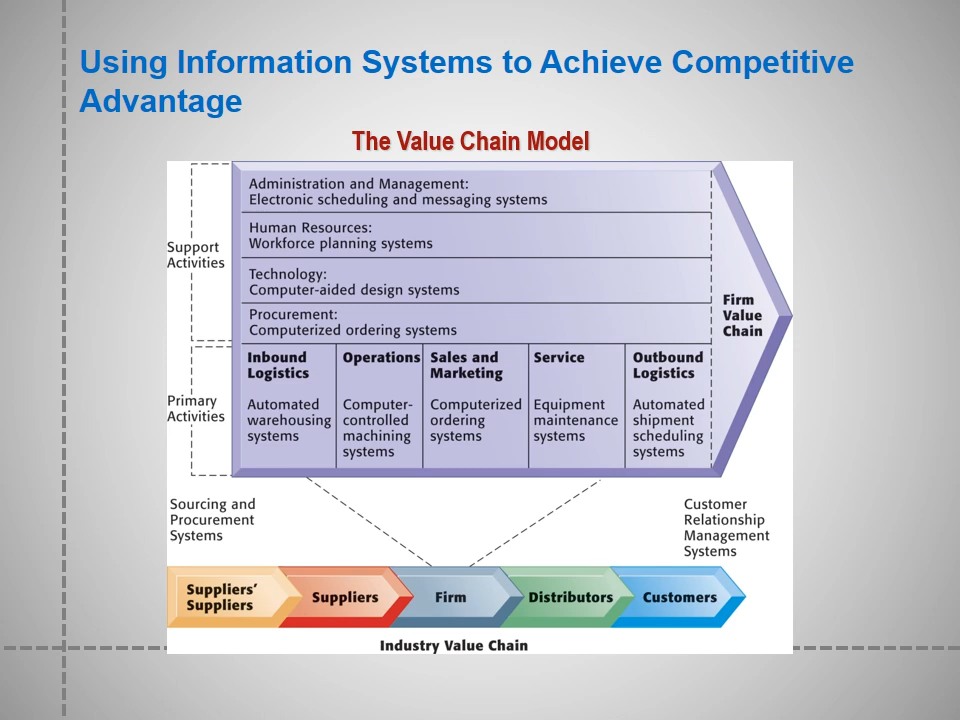 Using Information Systems to Achieve Competitive
Advantage
The Value Chain Model
Support
Activities
Administration and Management:
Electronic scheduling and messaging systems
Human Resources:
Workforce planning systems
Technology:
Computer-aided design systems
Procurement:
Computerized ordering systems
Firm
Value
Chain
Primary
Activities
Inbound
Logistics
Automated
warehousing
systems
Operations
Computer-
controlled
machining
systems
Sales and
Marketing
Computerized
ordering
systems
Service
Equipment
maintenance
systems
Outbound
Logistics
Automated
shipment
scheduling
systems
Sourcing and
Procurement
Systems
Customer
Relationship
Management
Systems
Suppliers’
Suppliers
Suppliers
Firm
Distributors
Customers
Industry Value Chain